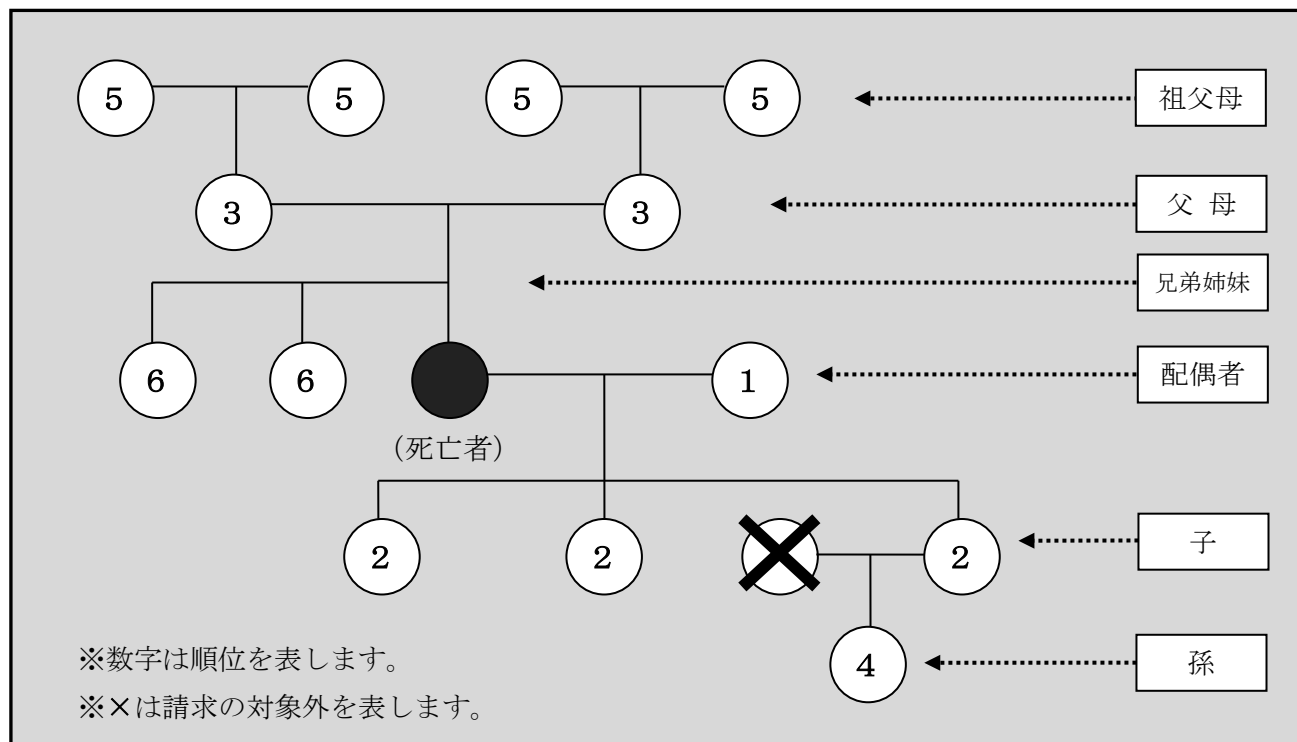 5 5 5 5 祖父母
3 3 父 母
兄弟姉妹
6 6 1 配偶者
（死亡者）
2 2 2 子
4 孫
※数字は順位を表します。
※×は請求の対象外を表します。